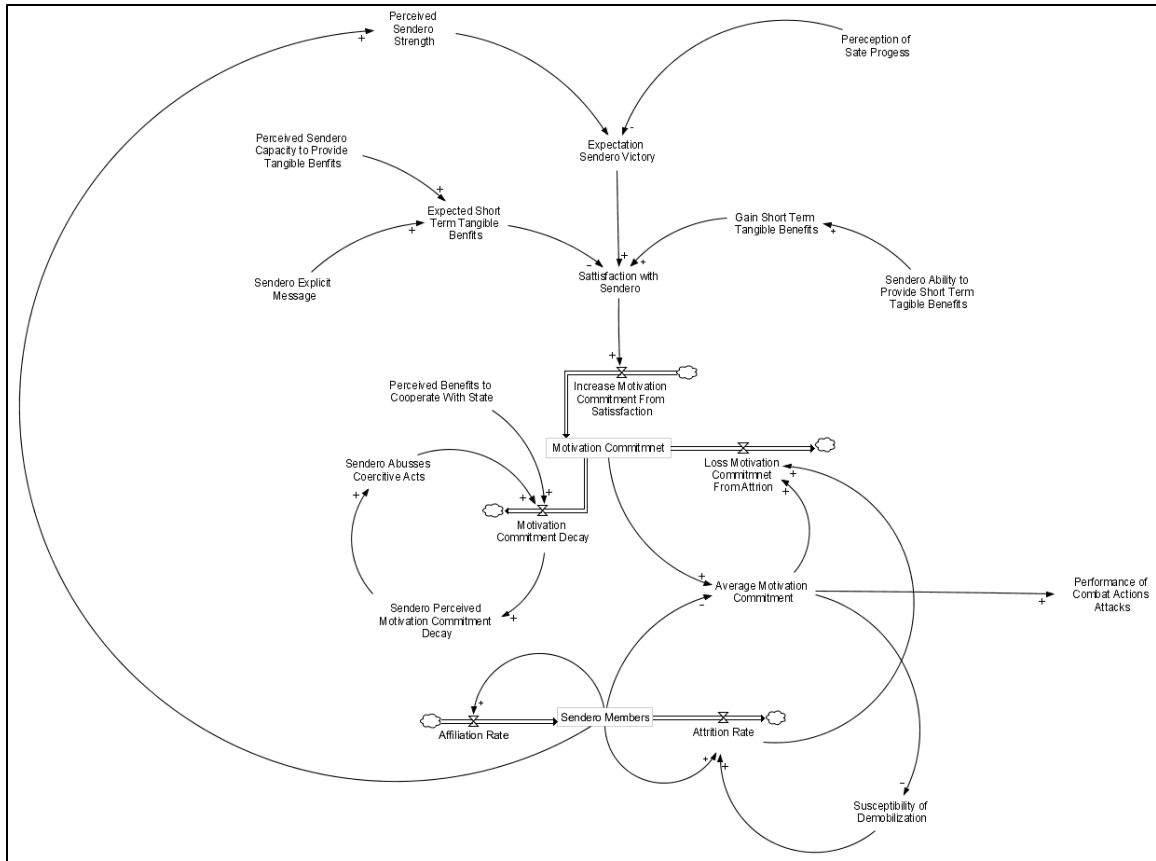 Perceived
Sendero
Strength
Pereception of
Sate Progess
Perceived Sendero
Capacity to Provide
Tangible Benfits
Expectation
Sendero Victory
Expected Short
Term Tangible
Benfits
Gain Short Term
Tangible Benefits
Sendero Explicit
Message
Sattisfaction with
Sendero
Sendero Ability to
Provide Short Term
Tagible Benefits
Perceived Benefits to
Cooperate With State
Increase Motivation
Commitment From
Satissfaction
Motivation Commitmnet
Sendero Abusses
Coercitive Acts
Loss Motivation
Commitmnet
From Attrion
Motivation
Commitment Decay
Average Motivation
Commitment
Performance of
Combat Actions
Attacks
Sendero Perceived
Motivation Commitment
Decay
Sendero Members
Affiliation Rate
Attrition Rate
Susceptibility of
Demobilization